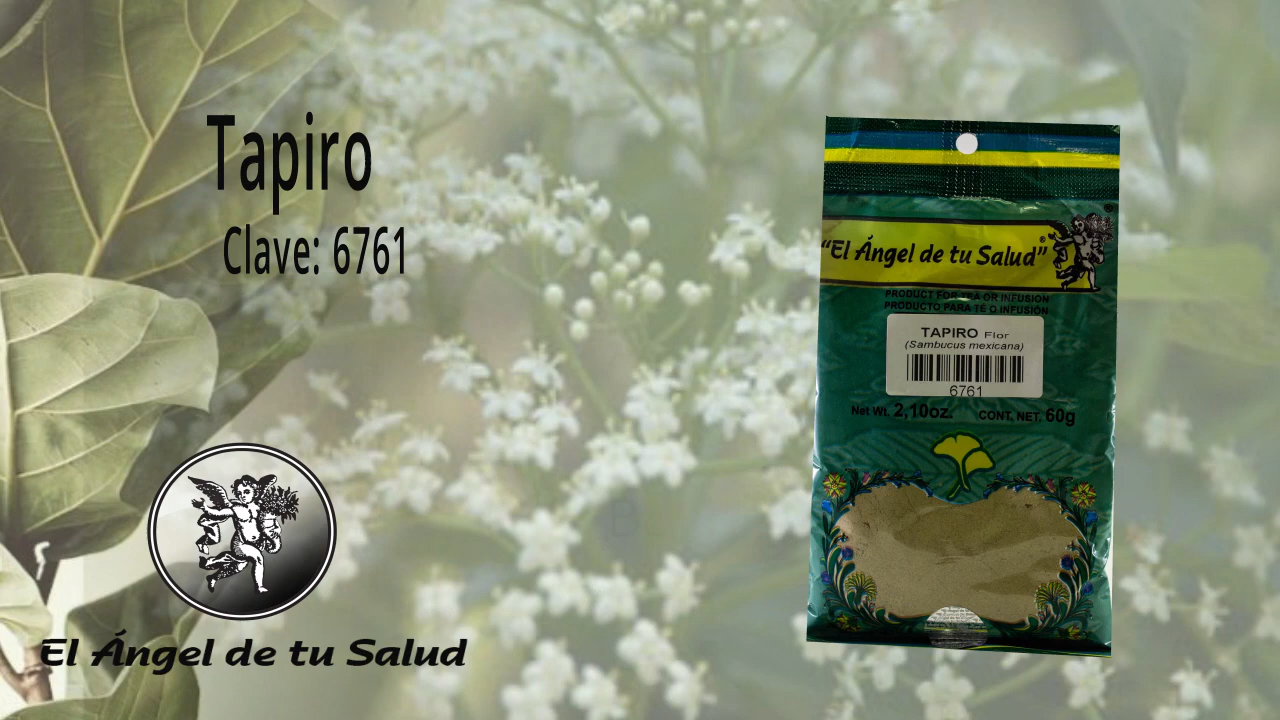 Tapiro
Clave: 6761
El Ángel de tu Salud
“El Ángel de tu Salud”®
PRODUCT FOR TEA OR INFUSION
PRODUCTO PARA TÉ O INFUSIÓN
TAPIRO Flor
(Sambucus mexicana)
6761
Net Wt. 2,10oz. CONT. NET. 60g